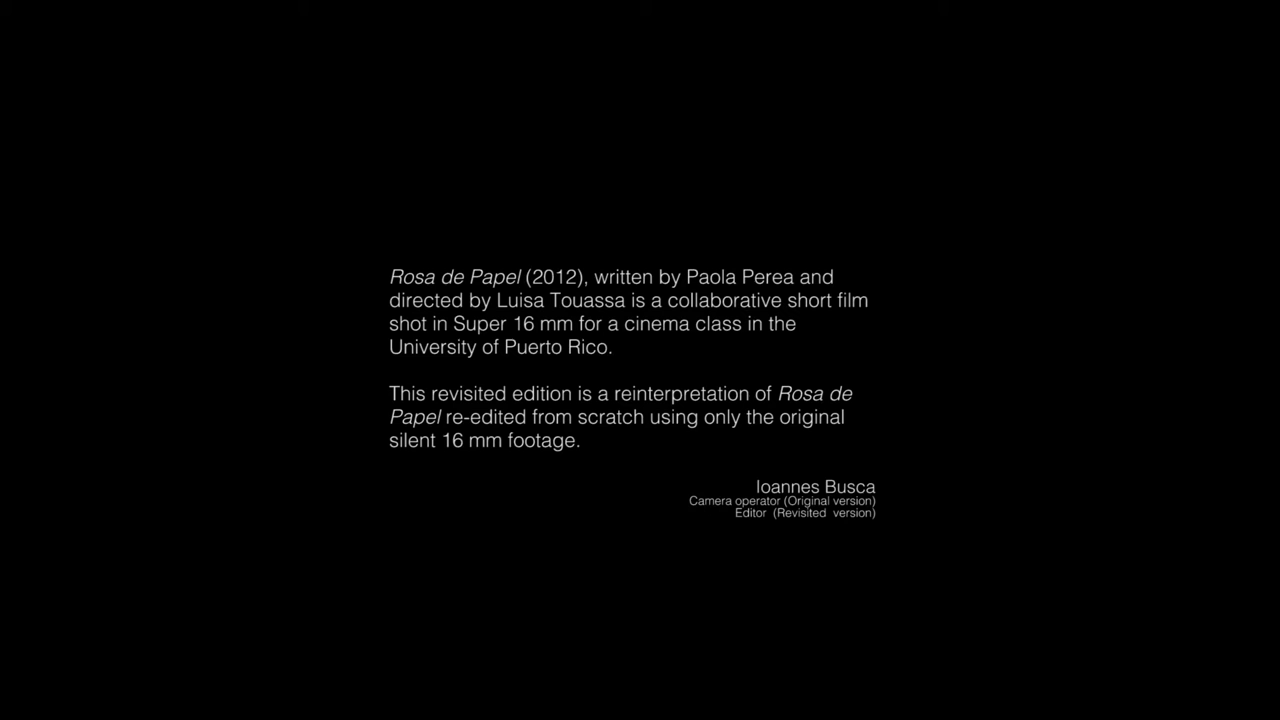 Rosa de Papel (2012), written by Paola Perea and
directed by Luisa Touassa is a collaborative short film
shot in Super 16 mm for a cinema class in the
University of Puerto Rico.
This revisited edition is a reinterpretation of Rosa de
Papel re-edited from scratch using only the original
silent 16 mm footage.
Ioannes Busca
Camera operator (Original version)
Editor (Revisited version)